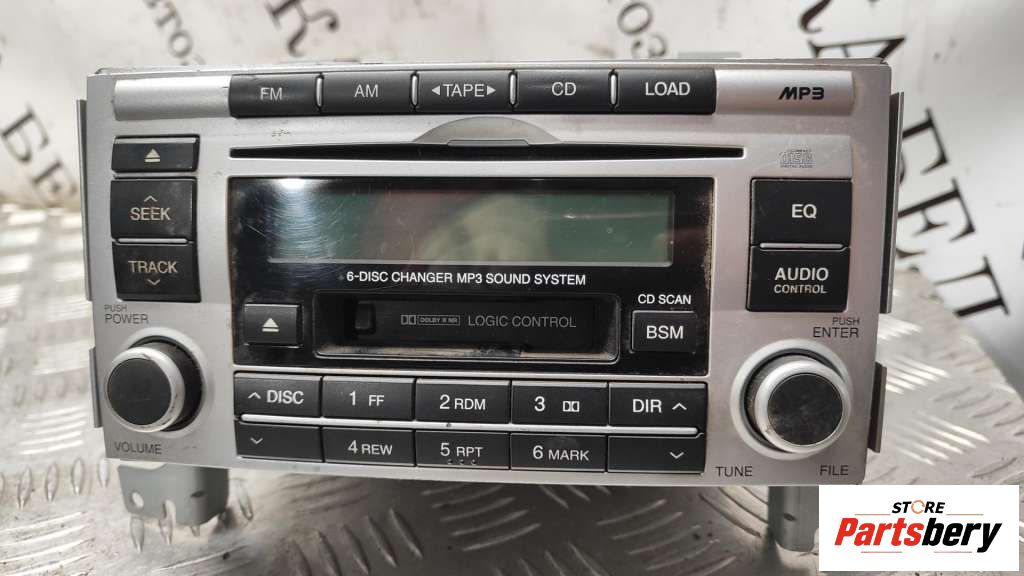 FM AM ◄TAPE► CD LOAD MP3
DIGITAL AUDIO
SEEK
TRACK
EQ
AUDIO
CONTROL
6-DISC CHANGER MP3 SOUND SYSTEM
CD SCAN
BSM
DOLBY B NR LOGIC CONTROL
PUSH
POWER
VOLUME
PUSH
ENTER
TUNE FILE
DISC 1 FF 2 RDM 3 DIR
4 REW 5 RPT 6 MARK
STORE
Partsbery